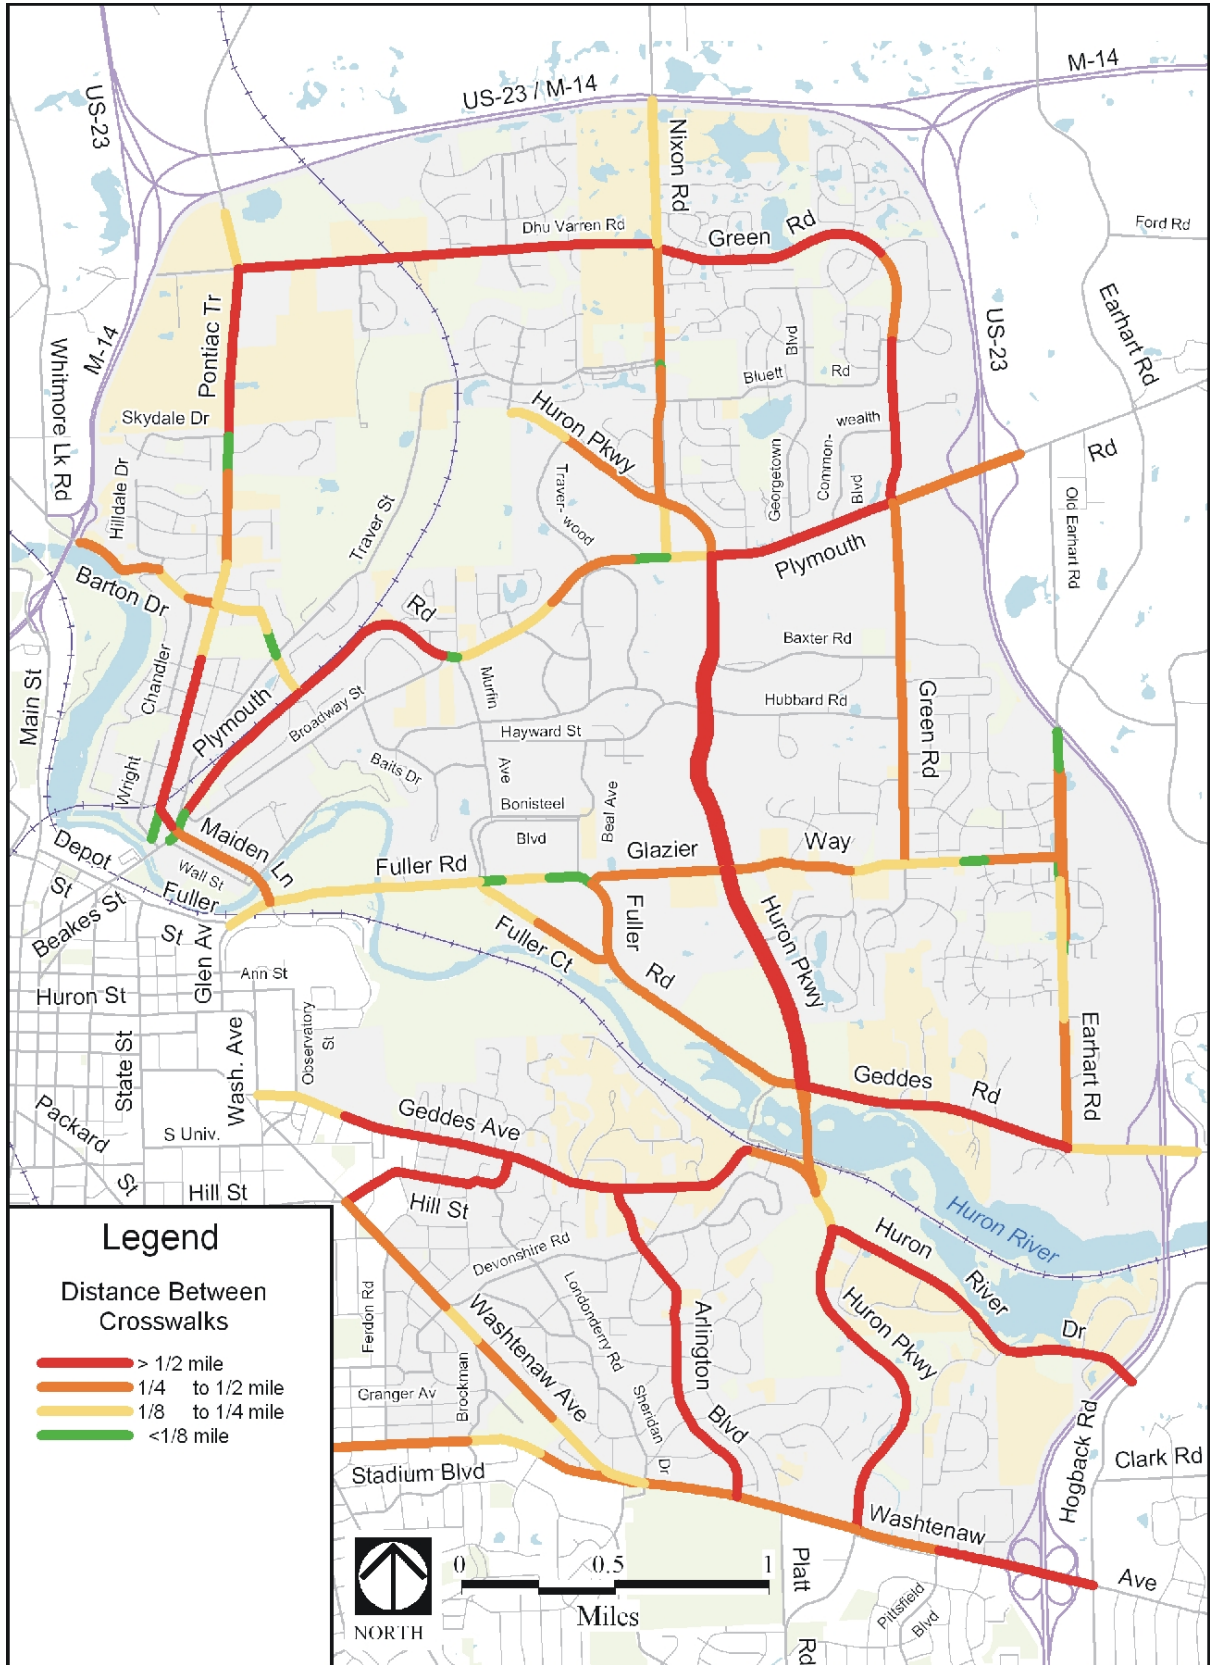 M-14
US-23 / M-14
US-23
Nixon Rd
Ford Rd
Dhu Varren Rd
Green Rd
Earhart Rd
US-23
Pontiac Tr
M-14
Whitmore Lk Rd
Blvd
Bluett Rd
Skydale Dr
Huron Pkwy
Common-
wealth
Blvd
Georgetown
Rd
Hilldale Dr
Traver-
wood
Traver St
Old Earhart Rd
Plymouth
Barton Dr
Rd
Baxter Rd
Chandler
Main St
Murfin
Ave
Green Rd
Hubbard Rd
Plymouth
Broadway St
Hayward St
Baits Dr
Wright
Bonisteel
Blvd
Beal Ave
Maiden Ln
Depot
St
Wall St
Fuller Rd
Glazier Way
Fuller
St
Beakes St
Glen Av
Fuller
Rd
Fuller Ct
Huron Pkwy
Ann St
Huron St
Observatory
St
State St
Wash. Ave
Earhart Rd
Geddes Rd
Packard
St
Geddes Ave
S Univ.
Hill St
Hill St
Huron River
Huron
River
Dr
Devonshire Rd
Legend
Distance Between
Crosswalks
> 1/2 mile
1/4 to 1/2 mile
1/8 to 1/4 mile
<1/8 mile
Ferdon Rd
Washtenaw Ave
Londonderry Rd
Arlington
Blvd
Huron Pkwy
Brockman
Granger Av
Sheridan
Dr
Stadium Blvd
Hogback Rd
Clark Rd
Washtenaw
Ave
Platt
Rd
Pittsfield
Blvd
0 0.5 1
Miles
NORTH